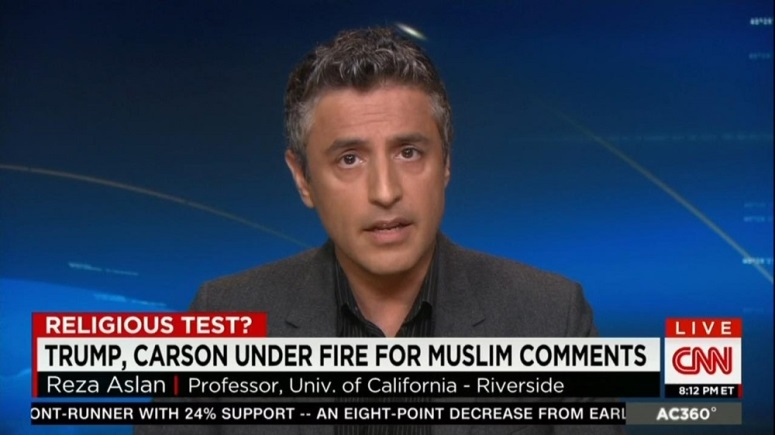 RELIGIOUS TEST?
TRUMP, CARSON UNDER FIRE FOR MUSLIM COMMENTS
Reza Aslan | Professor, Univ. of California - Riverside
ONT-RUNNER WITH 24% SUPPORT -- AN EIGHT-POINT DECREASE FROM EARL
LIVE
CNN
8:12 PM ET
AC360°